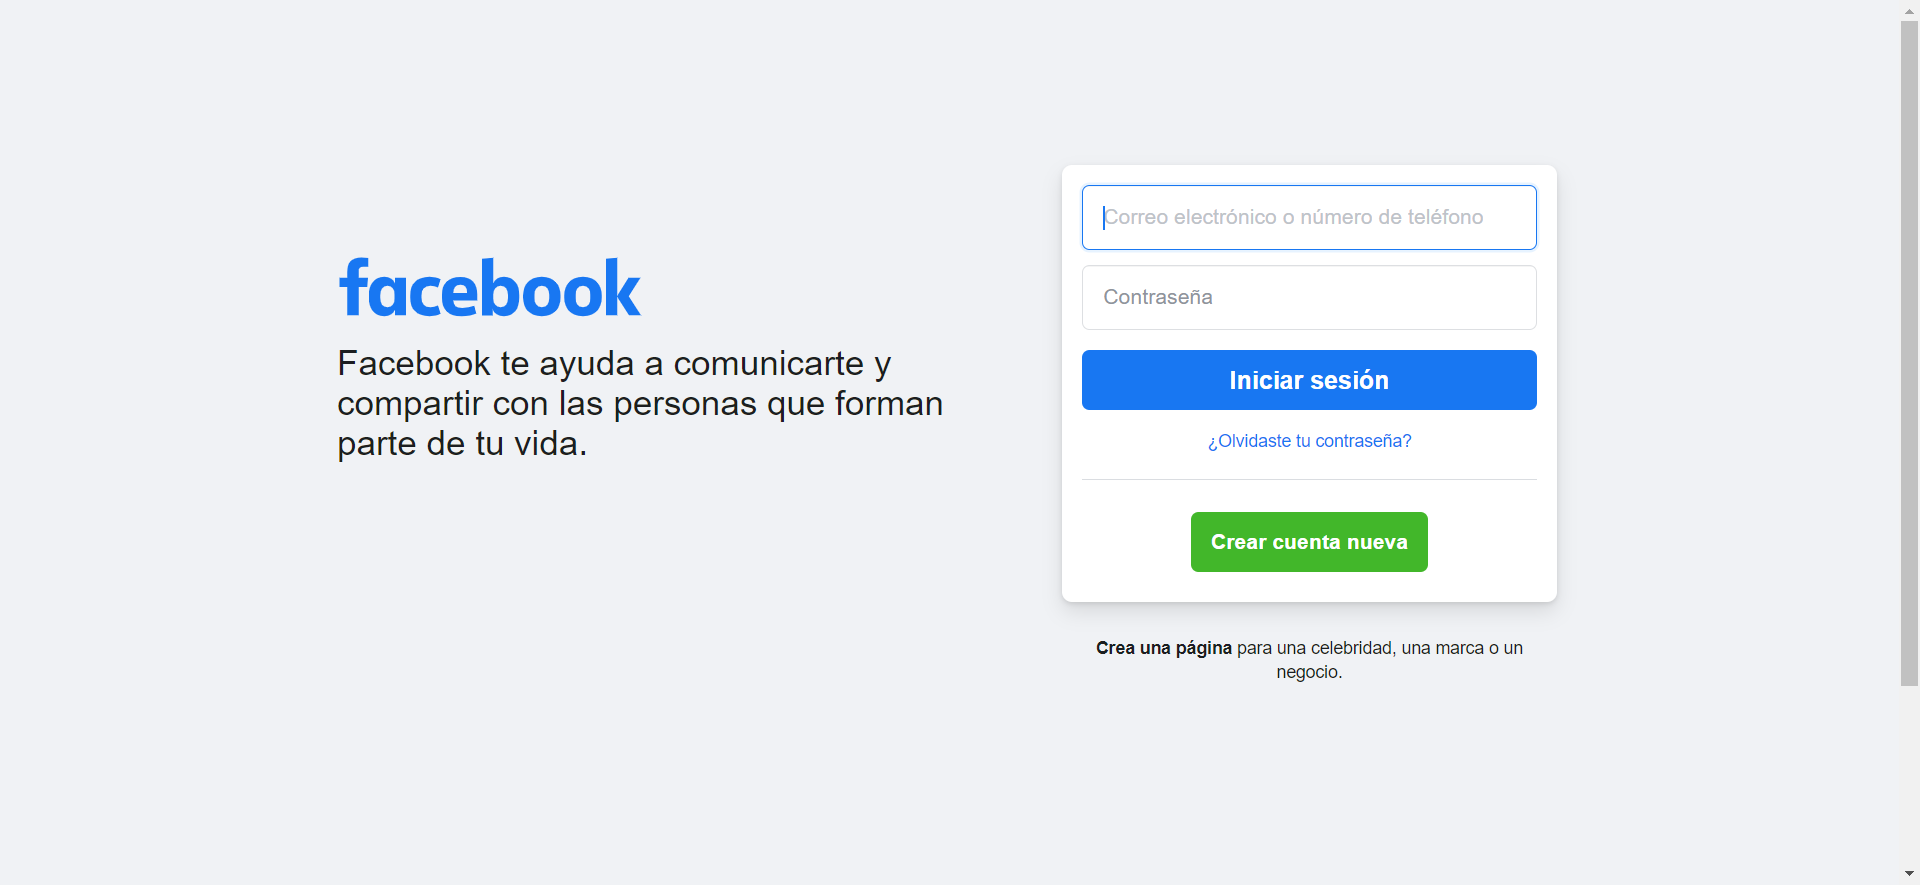 facebook
Facebook te ayuda a comunicarte y
compartir con las personas que forman
parte de tu vida.
Correo electrónico o número de teléfono
Contraseña
Iniciar sesión
¿Olvidaste tu contraseña?
Crear cuenta nueva
Crea una página para una celebridad, una marca o un
negocio.